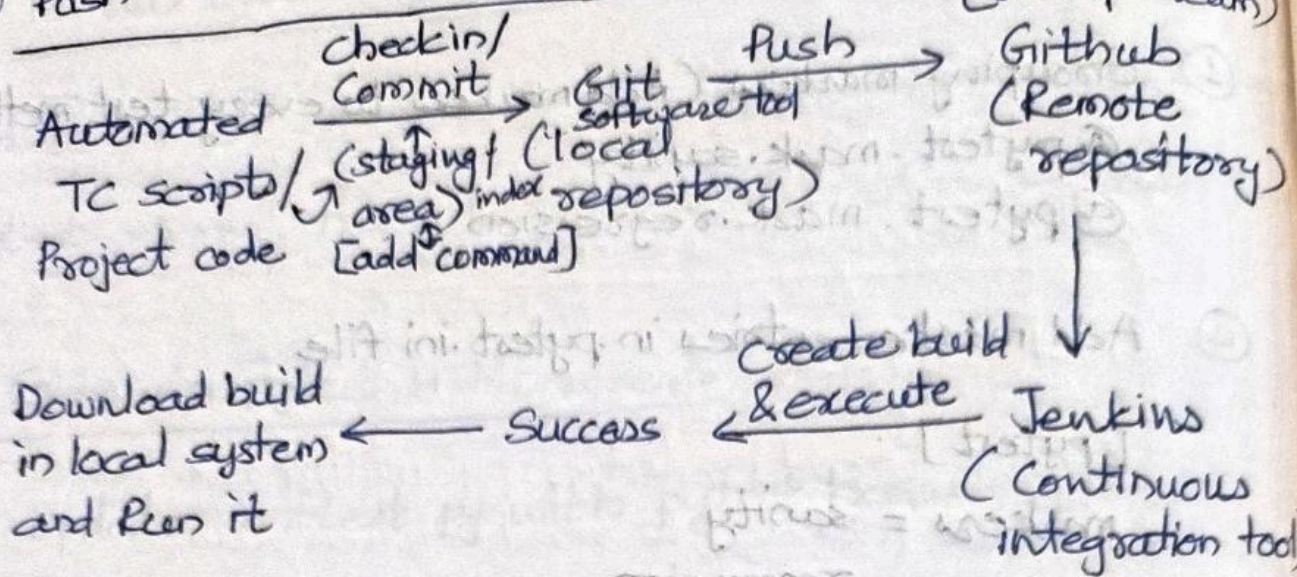 Checkin/
Commit
Push
Github
Automated
Git
software tool
(Remote
repository)
TC scripts/
(staging/
area) index
(local
repository)
Project code
[add command]
Create build
& execute
Jenkins
(Continuous
integration tool
Success
Download build
in local system
and Run it